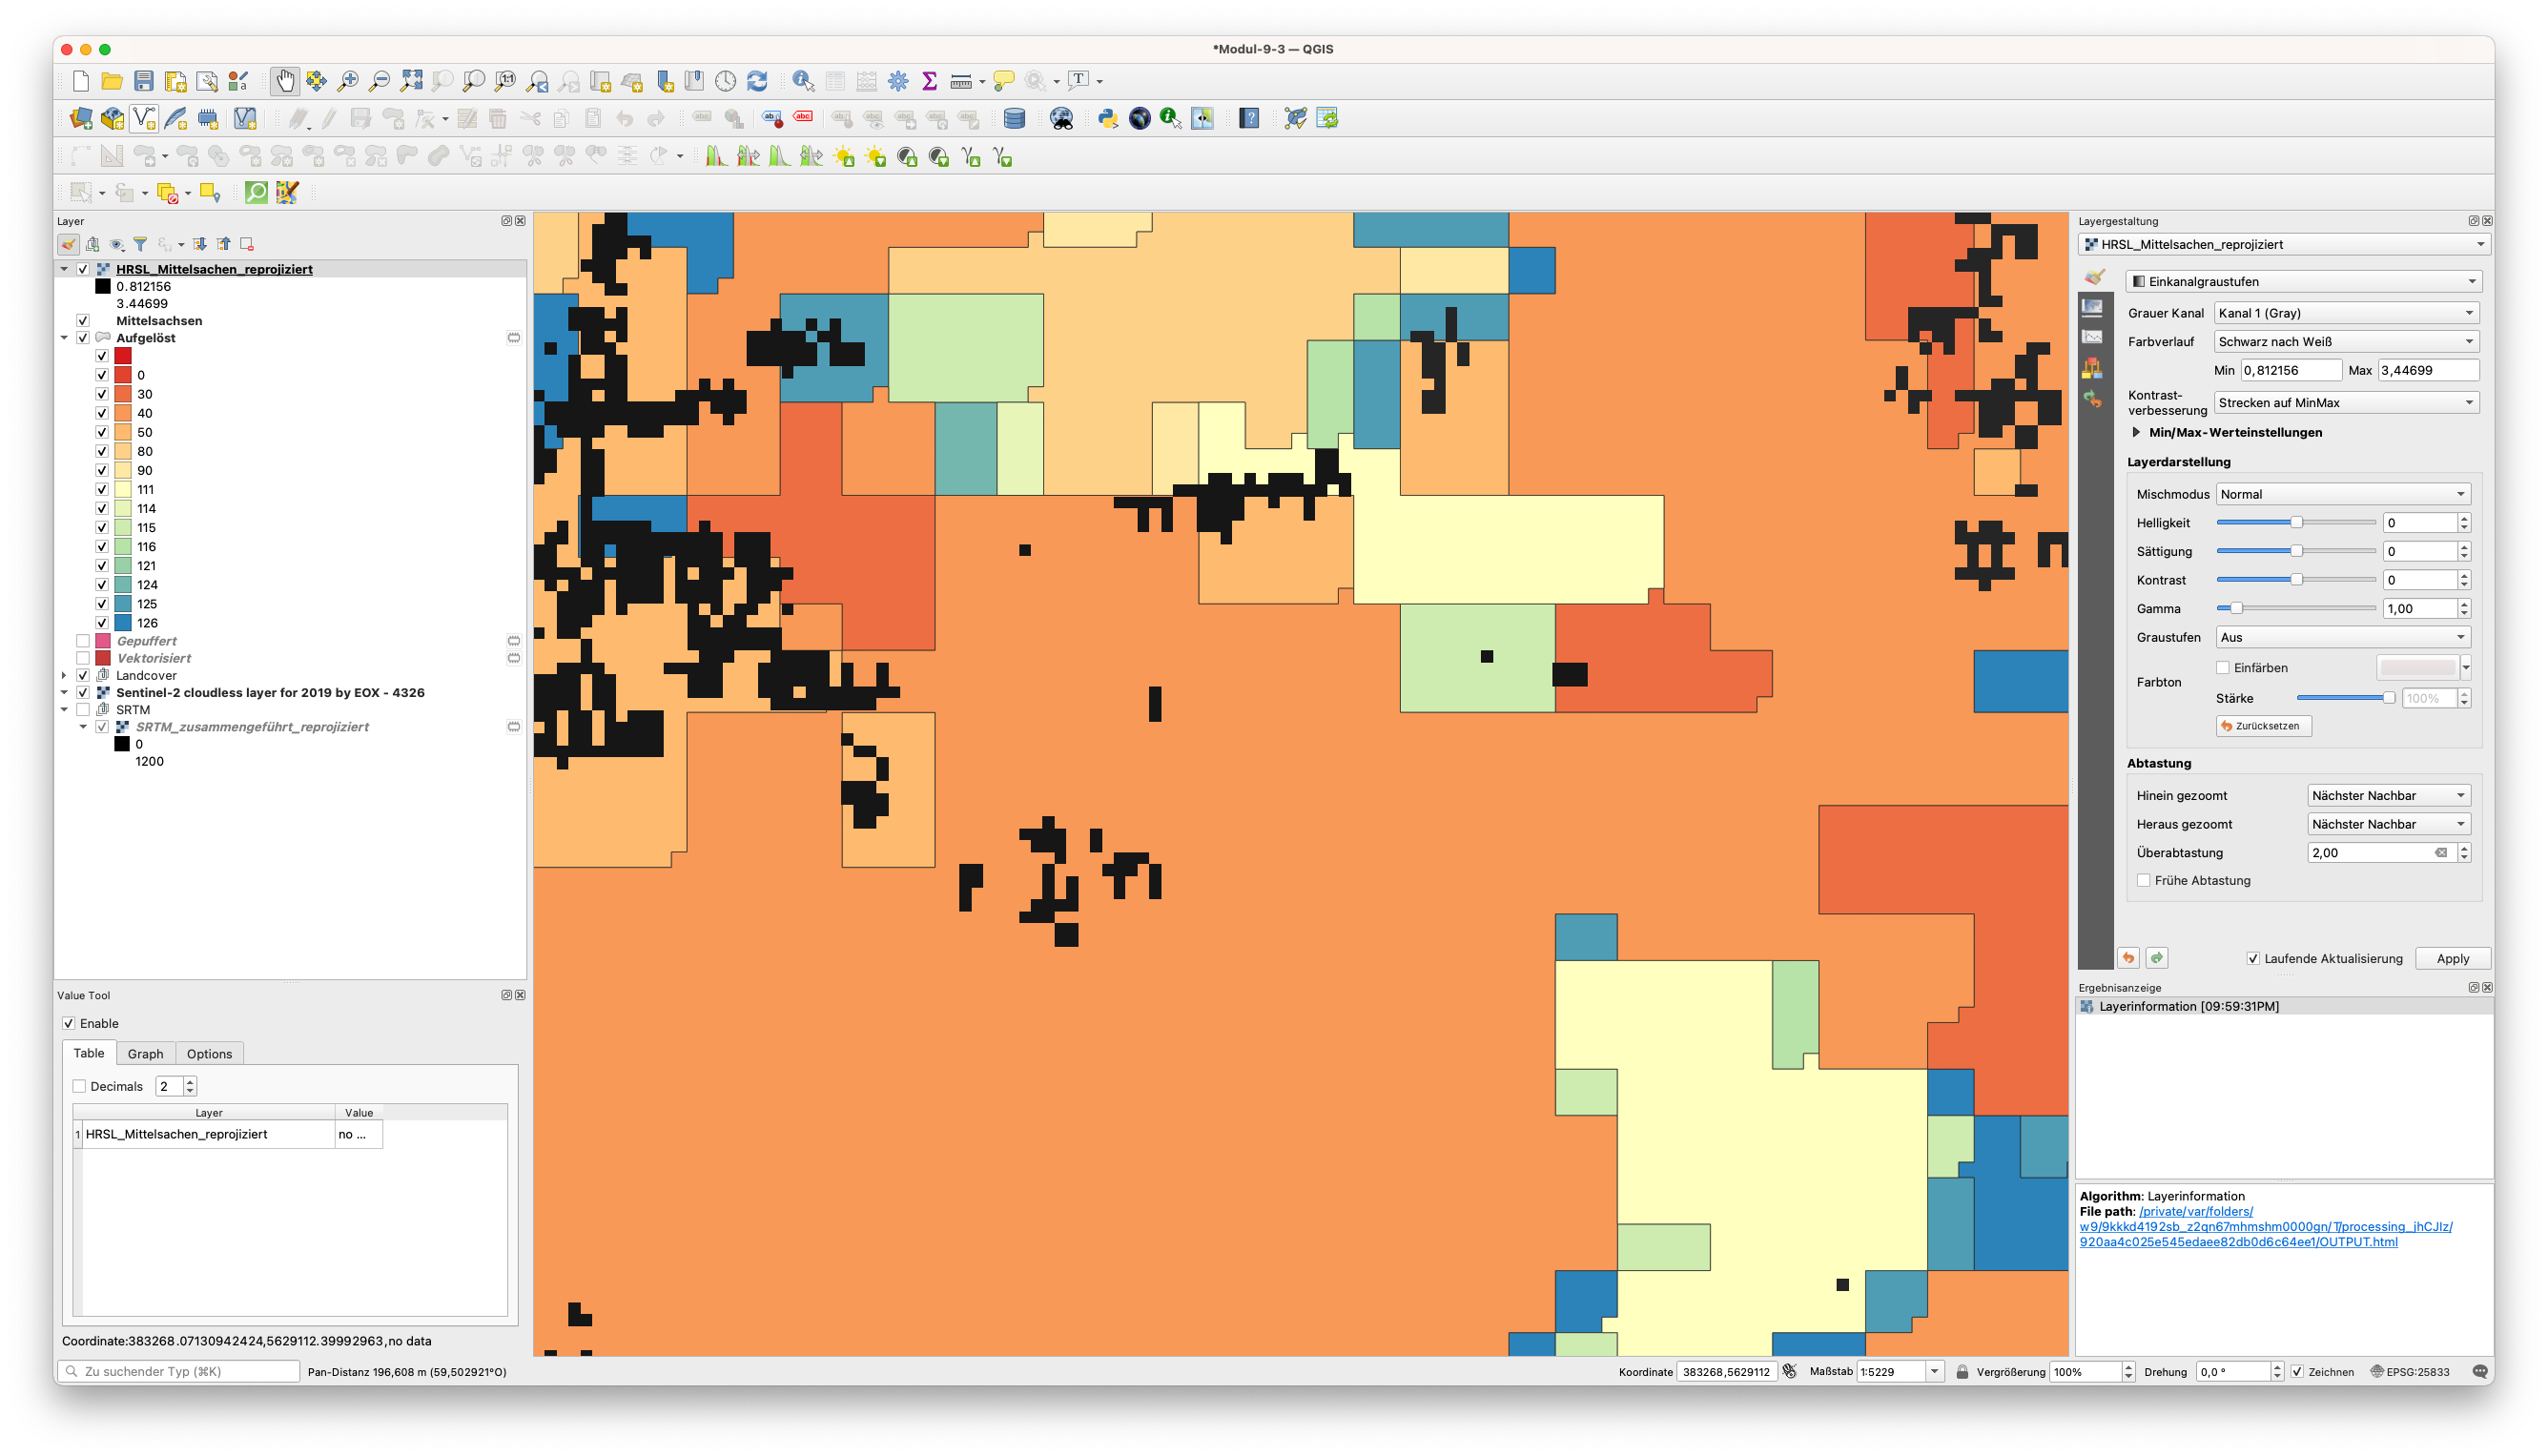 *Modul-9-3 — QGIS
Layer
HRSL_Mittelsachen_reprojiziert
0.812156
3.44699
Mittelsachsen
Aufgelöst
0
30
40
50
80
90
111
114
115
116
121
124
125
126
Gepuffert
Vektorisiert
Landcover
Sentinel-2 cloudless layer for 2019 by EOX - 4326
SRTM
SRTM_zusammengeführt_reprojiziert
0
1200
Value Tool
Enable
Table Graph Options
Decimals 2
Layer Value
1 HRSL_Mittelsachen_reprojiziert no ...
Coordinate:383268.07130942424,5629112.39992963,no data
Layergestaltung
HRSL_Mittelsachen_reprojiziert
Einkanalgraustufen
Grauer Kanal Kanal 1 (Gray)
Farbverlauf Schwarz nach Weiß
Min 0,812156 Max 3,44699
Kontrast-
verbesserung Strecken auf MinMax
Min/Max-Werteinstellungen
Layerdarstellung
Mischmodus Normal
Helligkeit 0
Sättigung 0
Kontrast 0
Gamma 1,00
Graustufen Aus
Farbton Einfärben
Stärke 100%
Zurücksetzen
Abtastung
Hinein gezoomt Nächster Nachbar
Heraus gezoomt Nächster Nachbar
Überabtastung 2,00
Frühe Abtastung
Laufende Aktualisierung Apply
Ergebnisanzeige
Layerinformation [09:59:31PM]
Algorithm: Layerinformation
File path: /private/var/folders/
w9/9kkkd4192sb_z2qn67mhmshm0000gn/T/processing_jhCJIz/
920aa4c025e545edaee82db0d6c64ee1/OUTPUT.html
Zu suchender Typ (⌘K) Pan-Distanz 196,608 m (59,502921°O) Koordinate 383268,5629112 Maßstab 1:5229 Vergrößerung 100% Drehung 0,0 ° Zeichnen EPSG:25833